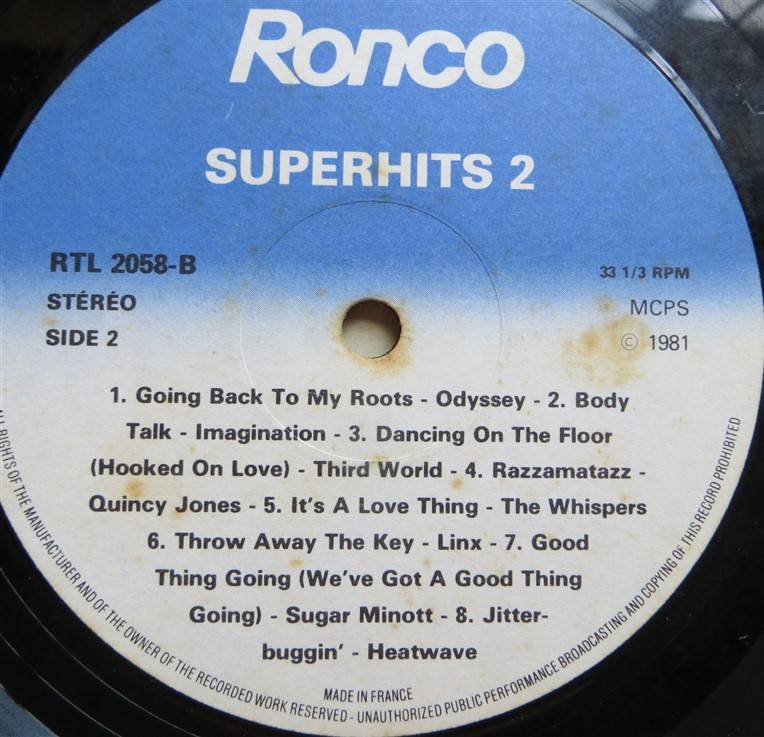 Ronco
SUPERHITS 2
RTL 2058-B
STÉRÉO
SIDE 2
33 1/3 RPM
MCPS
© 1981
1. Going Back To My Roots - Odyssey - 2. Body
Talk - Imagination - 3. Dancing On The Floor
(Hooked On Love) - Third World - 4. Razzamatazz -
Quincy Jones - 5. It's A Love Thing - The Whispers
6. Throw Away The Key - Linx - 7. Good
Thing Going (We've Got A Good Thing
Going) - Sugar Minott - 8. Jitter-
buggin' - Heatwave
MADE IN FRANCE
ALL RIGHTS OF THE MANUFACTURER AND OF THE OWNER OF THE RECORDED WORK RESERVED - UNAUTHORIZED PUBLIC PERFORMANCE BROADCASTING AND COPYING OF THIS RECORD PROHIBITED